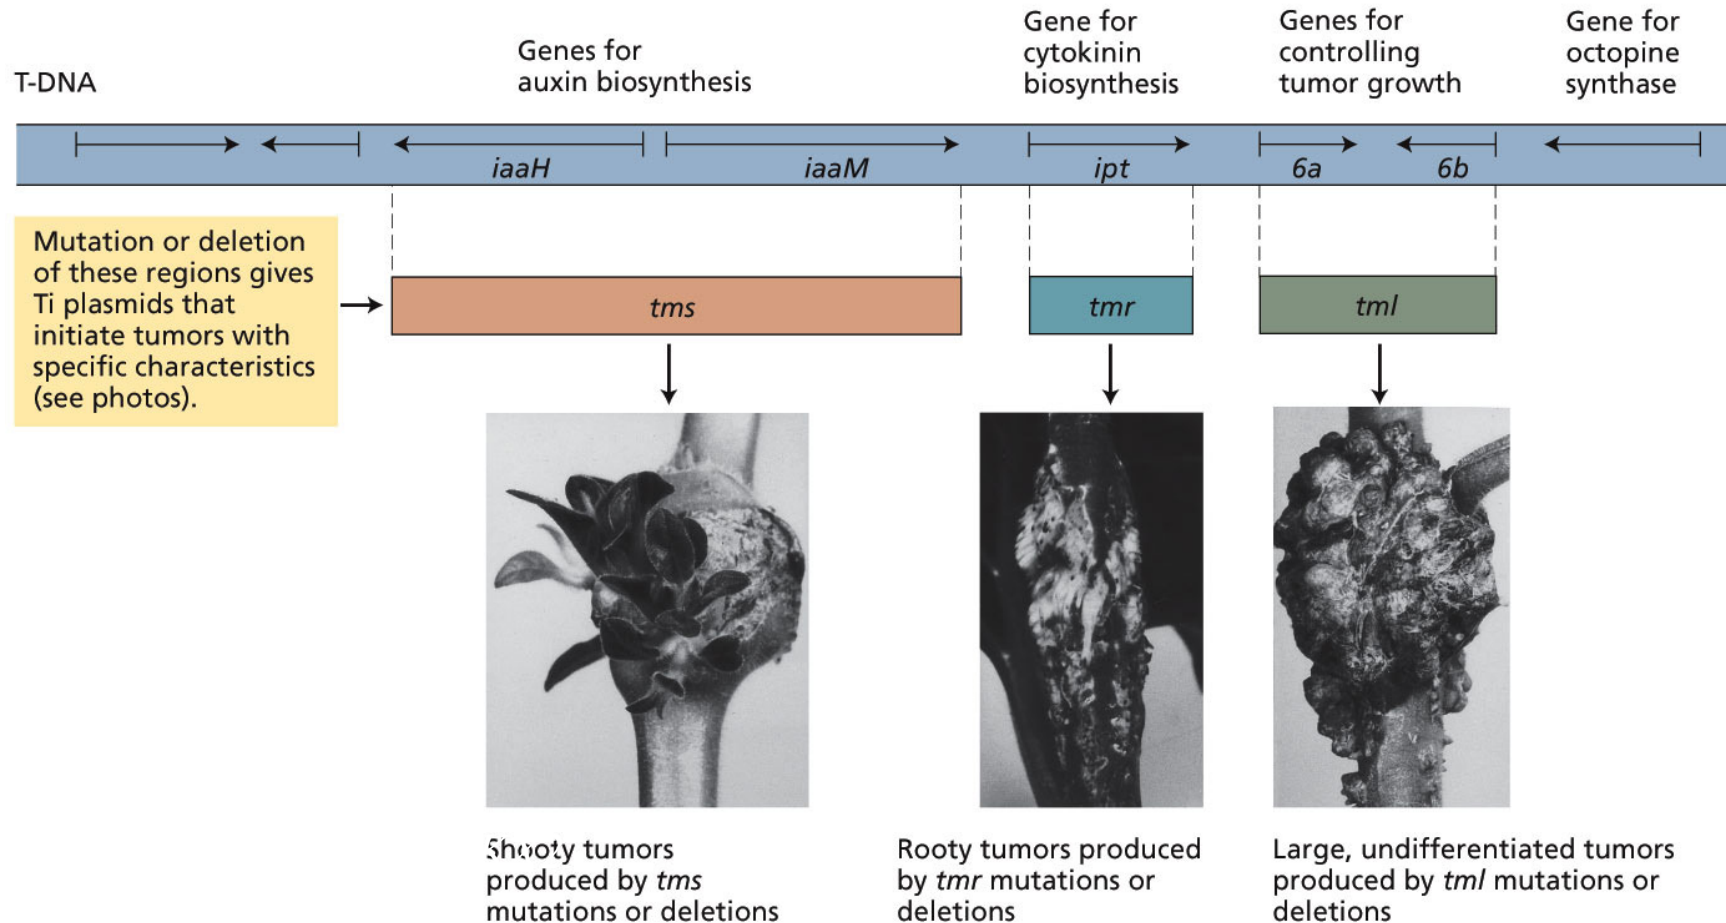 T-DNA
Genes for
auxin biosynthesis
Gene for
cytokinin
biosynthesis
Genes for
controlling
tumor growth
Gene for
octopine
synthase
iaaH
iaaM
ipt
6a
6b
Mutation or deletion
of these regions gives
Ti plasmids that
initiate tumors with
specific characteristics
(see photos).
tms
tmr
tml
Shooty tumors
produced by tms
mutations or deletions
Rooty tumors produced
by tmr mutations or
deletions
Large, undifferentiated tumors
produced by tml mutations or
deletions